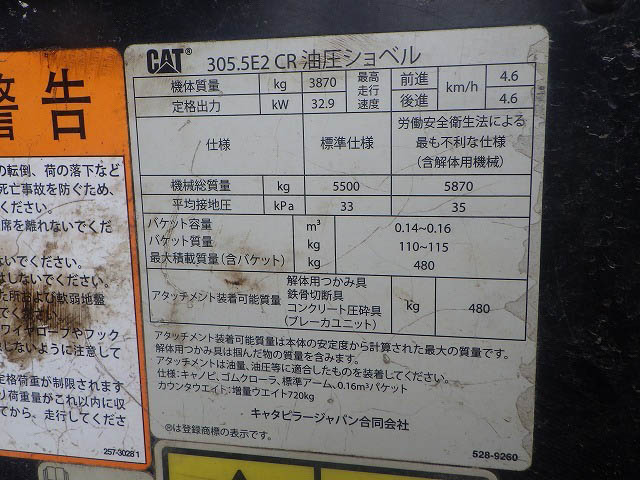 警告
の転倒、荷の落下など
死亡事故を防ぐため、
ください。
席を離れないでくだ
ないでください。
はしないでください。
た所および軟弱地盤
でください。
ワイヤロープやフック
しないように注意して
定格荷重が制限されます
り荷重量がこれ以内に収
てから、走行してくださ
257-3028 1
CAT® 305.5E2 CR 油圧ショベル
機体質量 kg 3870 最高走行速度 前進 km/h 4.6
定格出力 kW 32.9 後進 4.6
仕様 標準仕様 労働安全衛生法による
最も不利な仕様
(含解体用機械)
機械総質量 kg 5500 5870
平均接地圧 kPa 33 35
バケット容量 m³ 0.14~0.16
バケット質量 kg 110~115
最大積載質量(含バケット) kg 480
アタッチメント装着可能質量 解体用つかみ具
鉄骨切断具
コンクリート圧砕具
(ブレーカユニット) kg 480
アタッチメント装着可能質量は本体の安定度から計算された最大の質量です。
解体用つかみ具は掴んだ物の質量を含みます。
アタッチメントは油量、油圧等に適合したものを装着してください。
仕様:キャノピ、ゴムクローラ、標準アーム、0.16m³バケット
カウンタウエイト:増量ウエイト720kg
キャタピラージャパン合同会社
®は登録商標の表示です。
528-9260